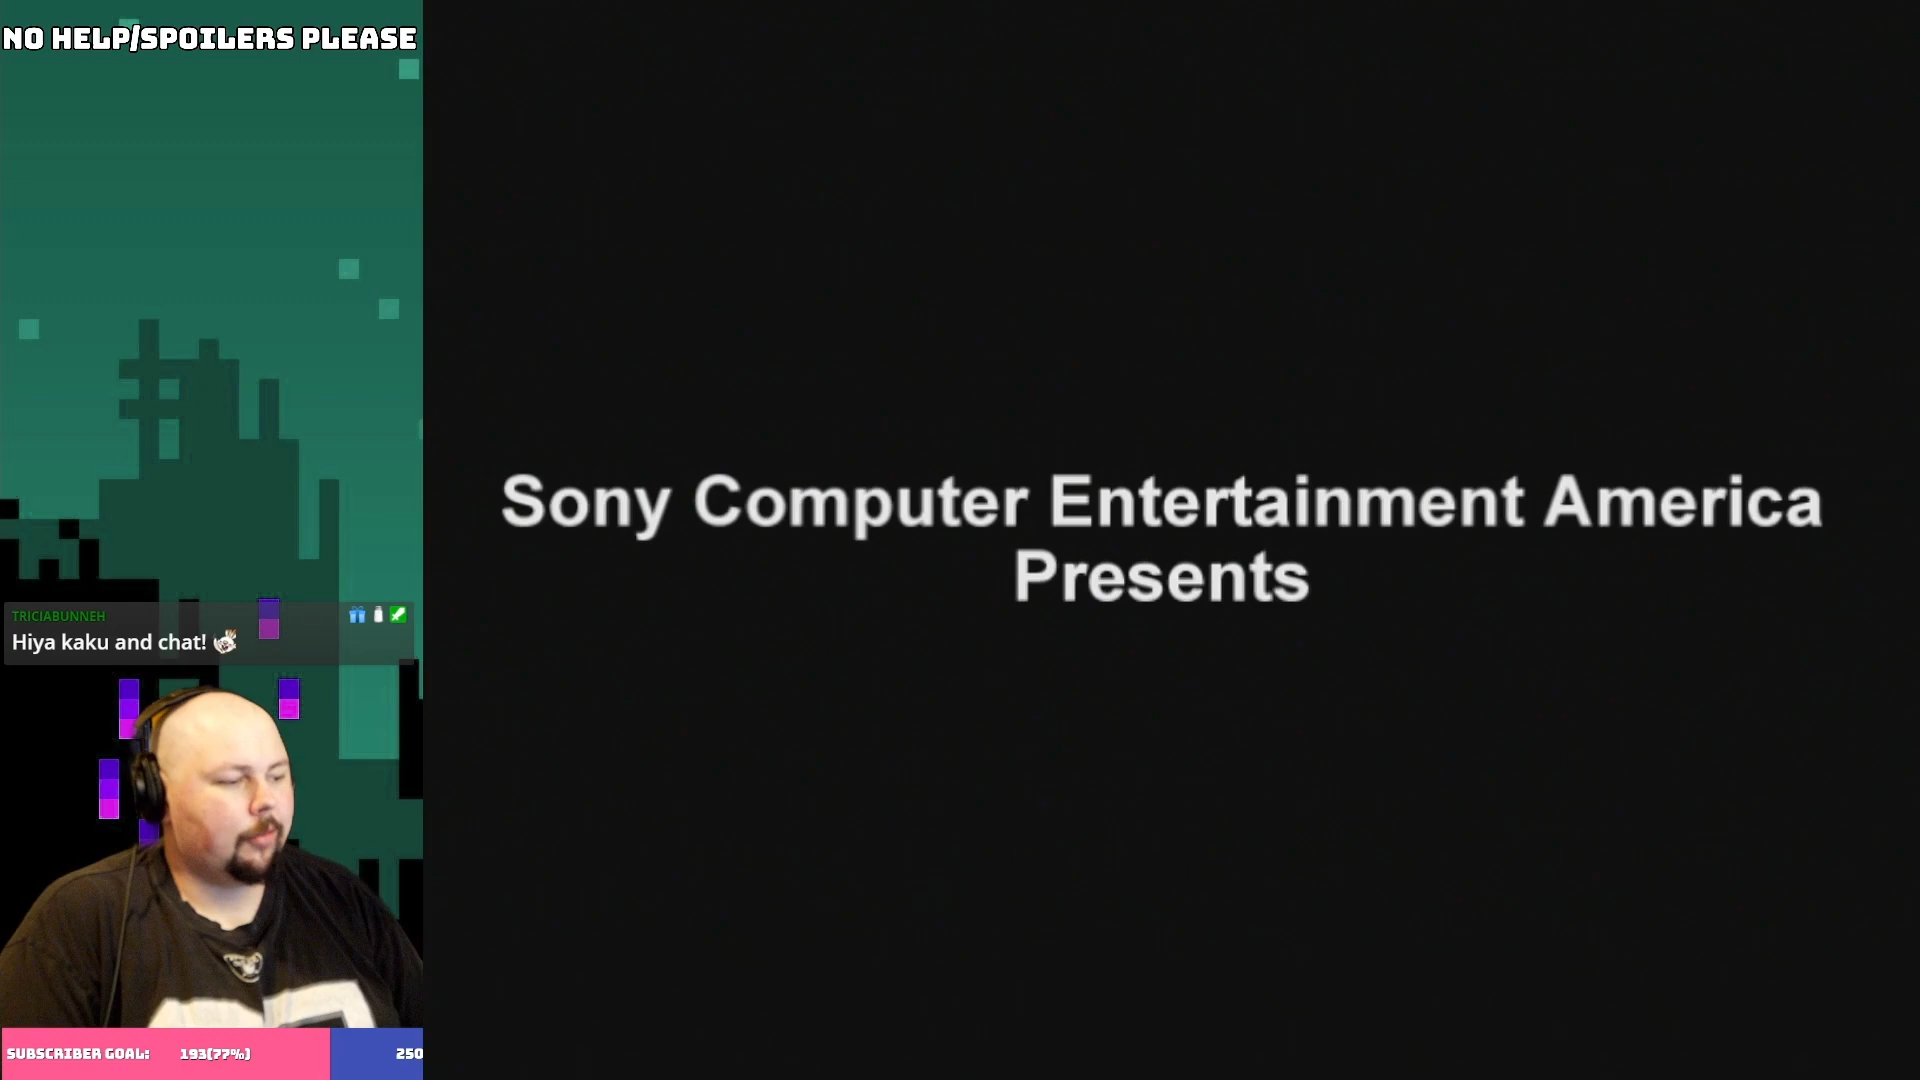 NO HELP/SPOILERS PLEASE
Sony Computer Entertainment America
Presents
TRICIABUNNEH
Hiya kaku and chat!
SUBSCRIBER GOAL: 193(77%) 250